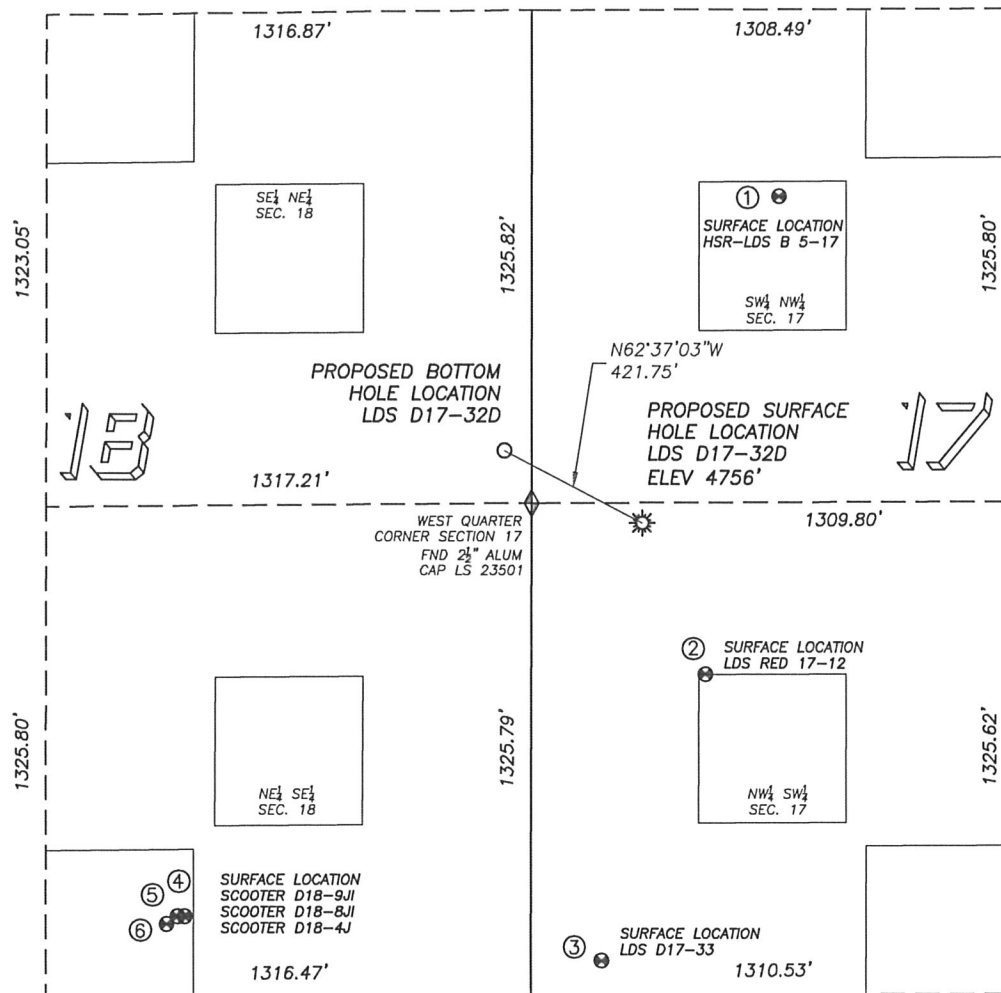 1316.87'
1308.49'
SE¼ NE¼
SEC. 18
①
SURFACE LOCATION
HSR-LDS B 5-17
1323.05'
1325.82'
1325.80'
SW¼ NW¼
SEC. 17
N62°37'03"W
421.75'
PROPOSED BOTTOM
HOLE LOCATION
LDS D17-32D
PROPOSED SURFACE
HOLE LOCATION
LDS D17-32D
ELEV 4756'
18
17
1317.21'
1309.80'
WEST QUARTER
CORNER SECTION 17
FND 2½" ALUM
CAP LS 23501
②
SURFACE LOCATION
LDS RED 17-12
1325.80'
1325.79'
1325.62'
NE¼ SE¼
SEC. 18
NW¼ SW¼
SEC. 17
④
⑤
⑥
SURFACE LOCATION
SCOOTER D18-9JI
SCOOTER D18-8JI
SCOOTER D18-4J
③
SURFACE LOCATION
LDS D17-33
1316.47'
1310.53'